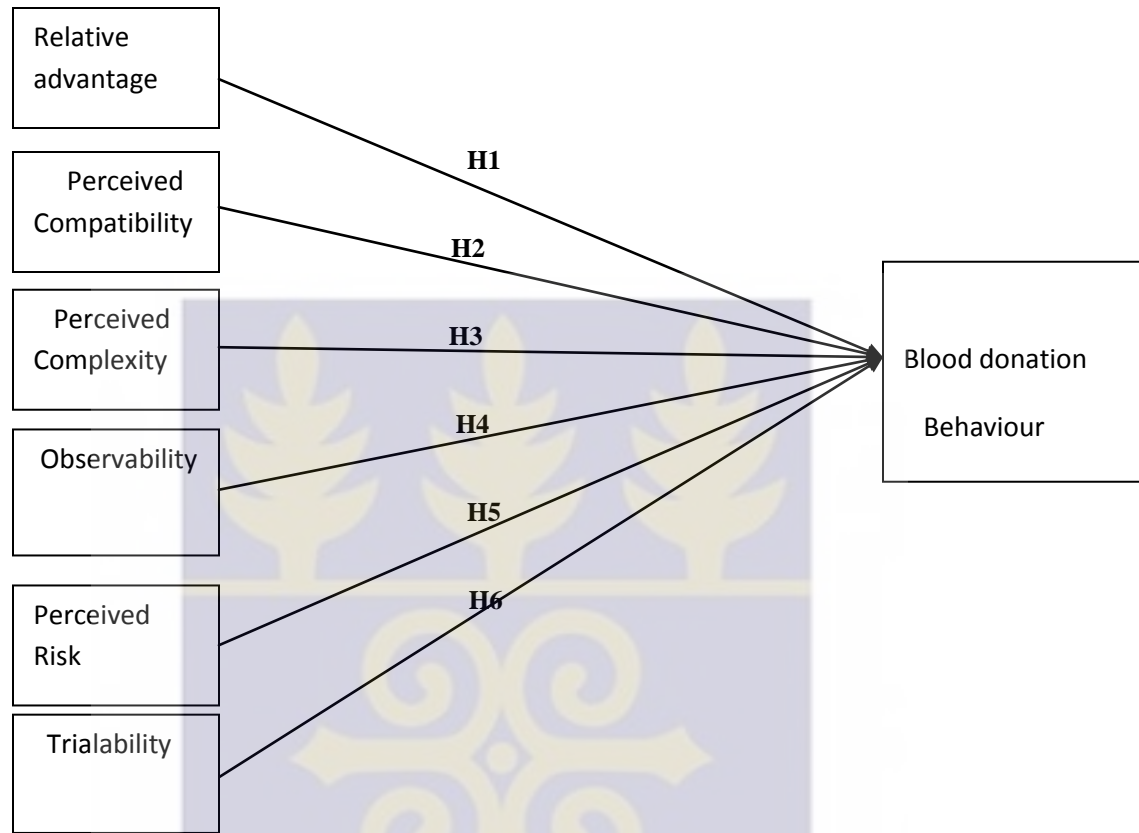 Relative
advantage
H1
Perceived
Compatibility
H2
Perceived
Complexity
H3
Observability
H4
Perceived
Risk
H5
Trialability
H6
Blood donation
Behaviour